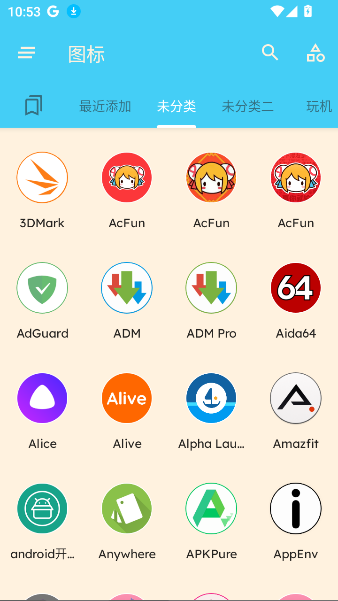 10:53
图标
最近添加 未分类 未分类二 玩机
3DMark AcFun AcFun AcFun
64
AdGuard ADM ADM Pro Aida64
Alive
Alice Alive Alpha Lau... Amazfit
android开... Anywhere APKPure AppEnv